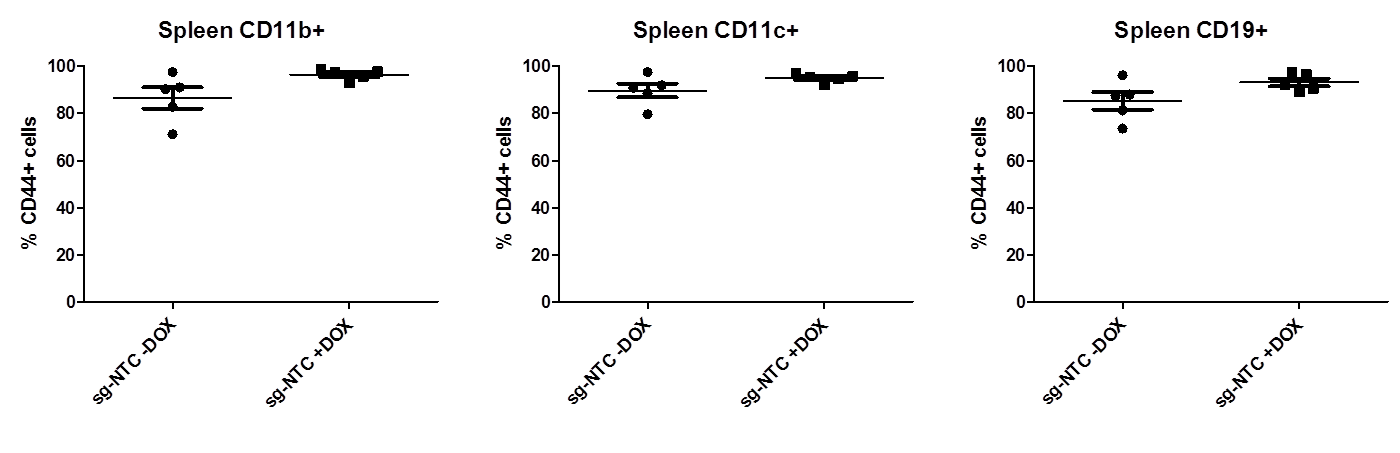 Spleen CD11b+
% CD44+ cells
100
80
60
40
20
0
sg-NTC -DOX
sg-NTC +DOX
Spleen CD11c+
% CD44+ cells
100
80
60
40
20
0
sg-NTC -DOX
sg-NTC +DOX
Spleen CD19+
% CD44+ cells
100
80
60
40
20
0
sg-NTC -DOX
sg-NTC +DOX